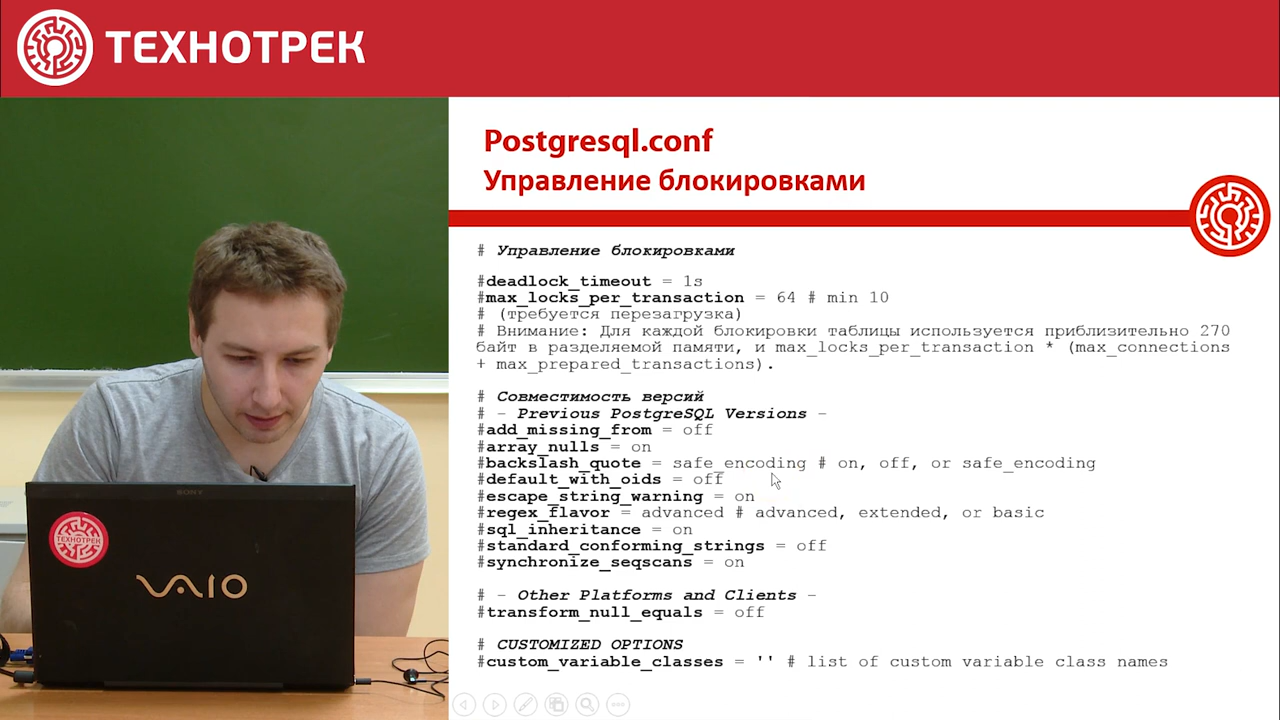 ТЕХНОТРЕК
Postgresql.conf
Управление блокировками
# Управление блокировками
#deadlock_timeout = 1s
#max_locks_per_transaction = 64 # min 10
# (требуется перезагрузка)
# Внимание: Для каждой блокировки таблицы используется приблизительно 270
байт в разделяемой памяти, и max_locks_per_transaction * (max_connections
+ max_prepared_transactions).
# Совместимость версий
# - Previous PostgreSQL Versions -
#add_missing_from = off
#array_nulls = on
#backslash_quote = safe_encoding # on, off, or safe_encoding
#default_with_oids = off
#escape_string_warning = on
#regex_flavor = advanced # advanced, extended, or basic
#sql_inheritance = on
#standard_conforming_strings = off
#synchronize_seqscans = on
# - Other Platforms and Clients -
#transform_null_equals = off
# CUSTOMIZED OPTIONS
#custom_variable_classes = '' # list of custom variable class names
SONY
ТЕХНОТРЕК
VAIO